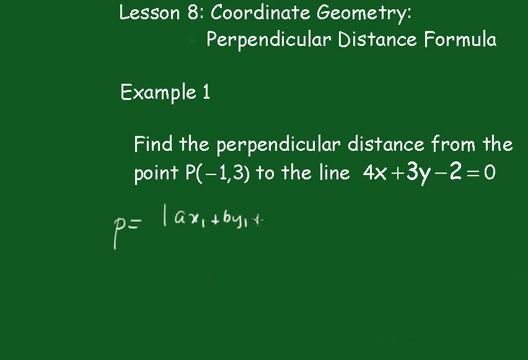 Lesson 8: Coordinate Geometry:
Perpendicular Distance Formula
Example 1
Find the perpendicular distance from the
point P(−1,3) to the line 4x+3y−2=0
p= |ax₁+by₁+